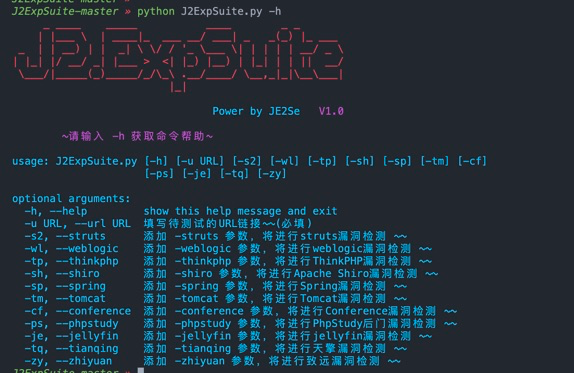 J2ExpSuite-master » python J2ExpSuite.py -h
Power by JE2Se V1.0
~请输入 -h 获取命令帮助~
usage: J2ExpSuite.py [-h] [-u URL] [-s2] [-wl] [-tp] [-sh] [-sp] [-tm] [-cf]
[-ps] [-je] [-tq] [-zy]
optional arguments:
-h, --help show this help message and exit
-u URL, --url URL 填写待测试的URL链接~~(必填)
-s2, --struts 添加 -struts 参数, 将进行struts漏洞检测 ~~
-wl, --weblogic 添加 -weblogic 参数, 将进行weblogic漏洞检测 ~~
-tp, --thinkphp 添加 -thinkphp 参数, 将进行ThinkPHP漏洞检测 ~~
-sh, --shiro 添加 -shiro 参数, 将进行Apache Shiro漏洞检测 ~~
-sp, --spring 添加 -spring 参数, 将进行Spring漏洞检测 ~~
-tm, --tomcat 添加 -tomcat 参数, 将进行Tomcat漏洞检测 ~~
-cf, --conference 添加 -conference 参数, 将进行Conference漏洞检测 ~~
-ps, --phpstudy 添加 -phpstudy 参数, 将进行PhpStudy后门漏洞检测 ~~
-je, --jellyfin 添加 -jellyfin 参数, 将进行jellyfin漏洞检测 ~~
-tq, --tianqing 添加 -tianqing 参数, 将进行天擎漏洞检测 ~~
-zy, --zhiyuan 添加 -zhiyuan 参数, 将进行致远漏洞检测 ~~
J2ExpSuite-master »